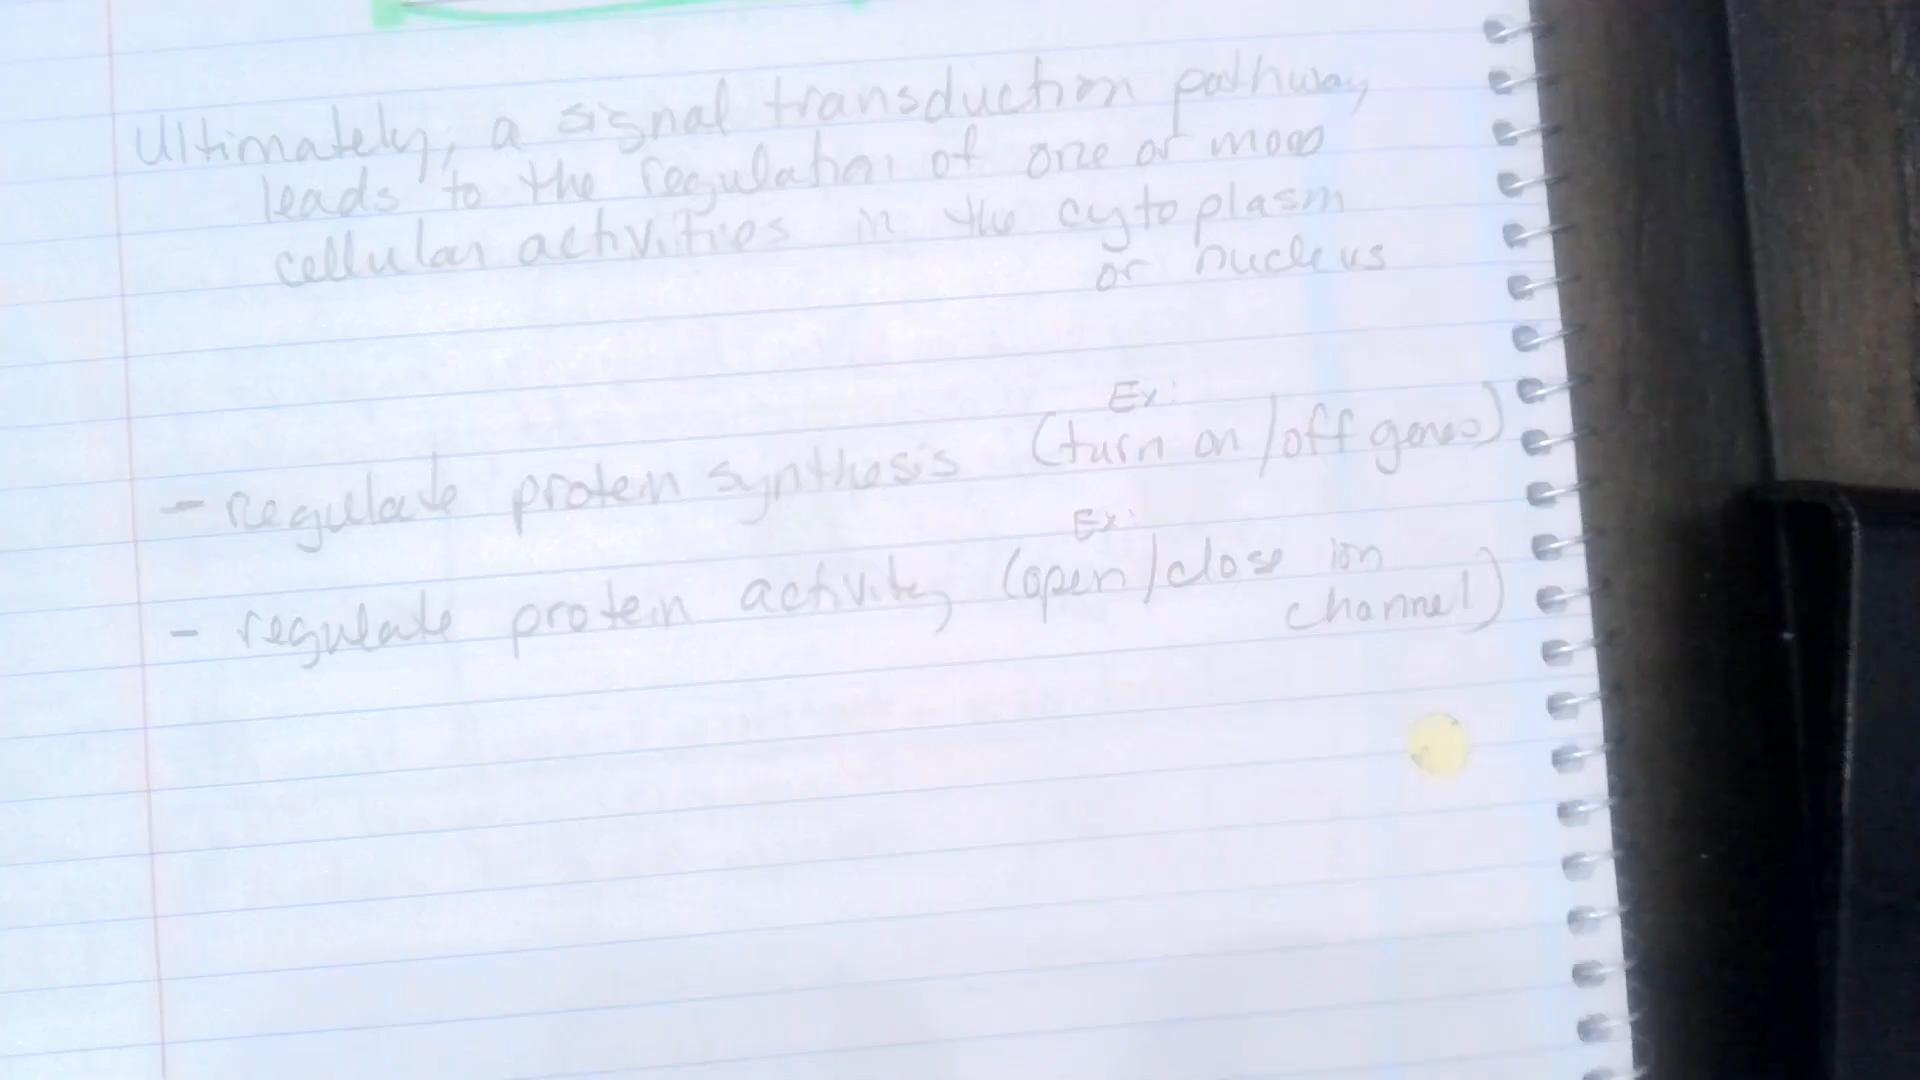 Ultimately, a signal transduction pathway
leads to the regulation of one or more
cellular activities in the cytoplasm
or nucleus
Ex:
- regulate protein synthesis (turn on/off genes)
Ex:
- regulate protein activity (open/close ion
channel)